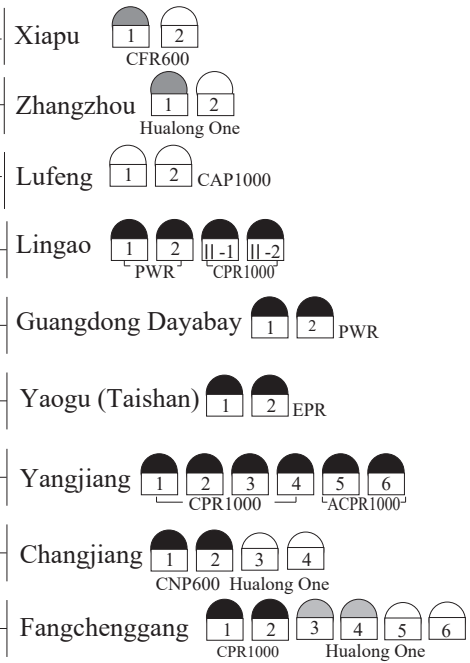 Xiapu 1 2
CFR600
Zhangzhou 1 2
Hualong One
Lufeng 1 2 CAP1000
Lingao 1 2 II-1 II-2
PWR CPR1000
Guangdong Dayabay 1 2 PWR
Yaogu (Taishan) 1 2 EPR
Yangjiang 1 2 3 4 5 6
CPR1000 ACPR1000
Changjiang 1 2 3 4
CNP600 Hualong One
Fangchenggang 1 2 3 4 5 6
CPR1000 Hualong One